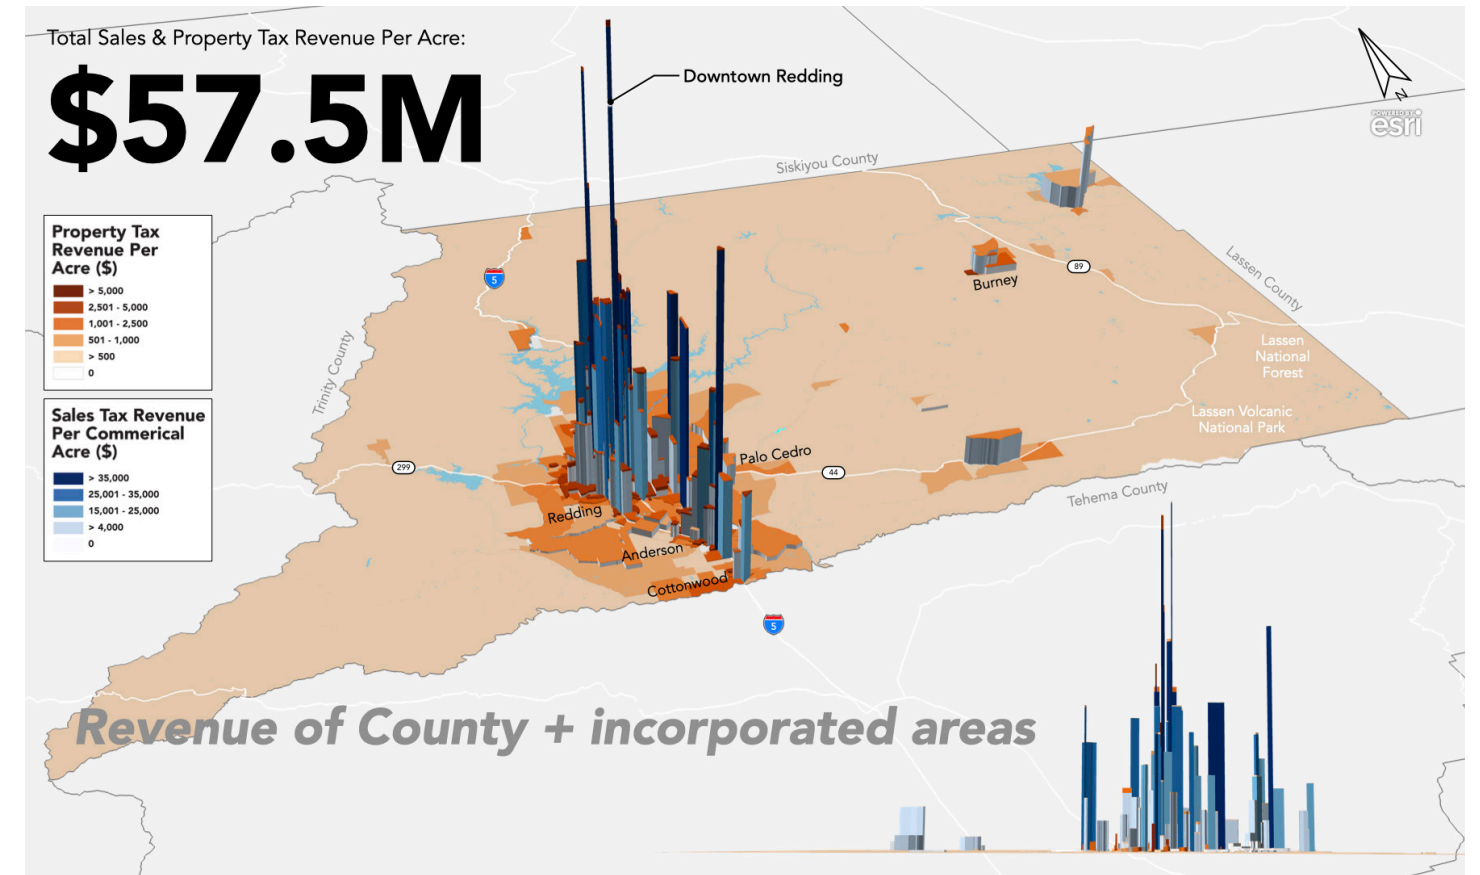 Total Sales & Property Tax Revenue Per Acre:
$57.5M
Downtown Redding
N
POWERED BY
esri
Siskiyou County
Property Tax
Revenue Per
Acre ($)
> 5,000
2,501 - 5,000
1,001 - 2,500
501 - 1,000
> 500
0
5
89
Burney
Lassen County
Lassen
National
Forest
Trinity County
Sales Tax Revenue
Per Commerical
Acre ($)
> 35,000
25,001 - 35,000
15,001 - 25,000
> 4,000
0
Lassen Volcanic
National Park
299
Palo Cedro
44
Tehema County
Redding
Anderson
Cottonwood
5
Revenue of County + incorporated areas